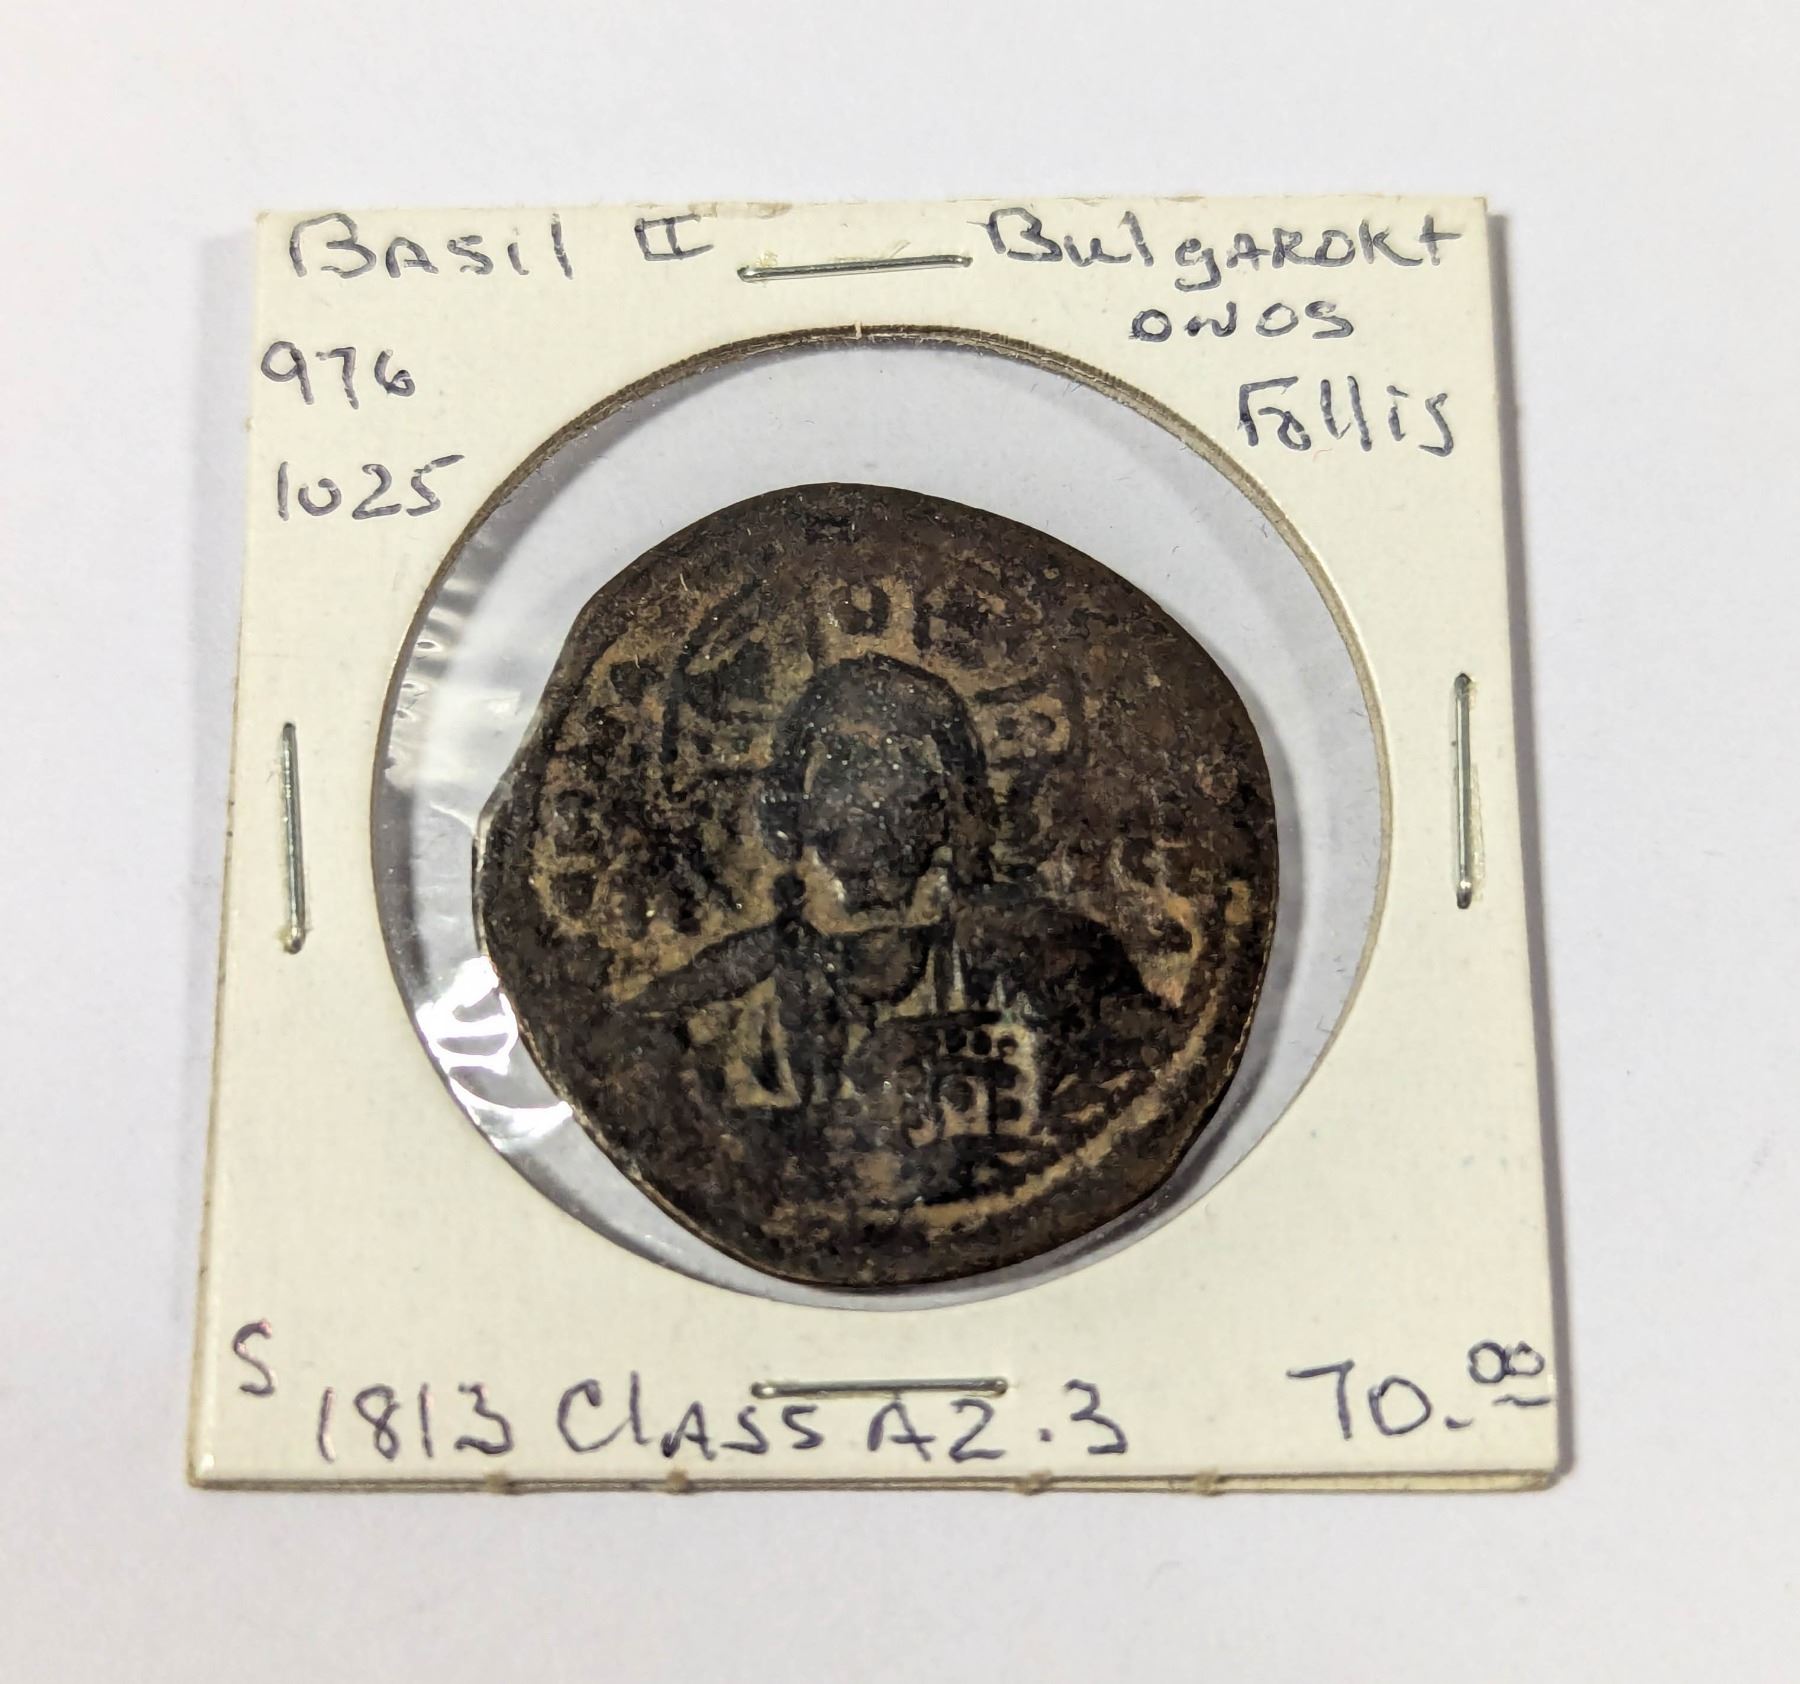 Basil II Bulgarokt
onos
976
Follis
1025
S
1813 Class A2.3 70.00